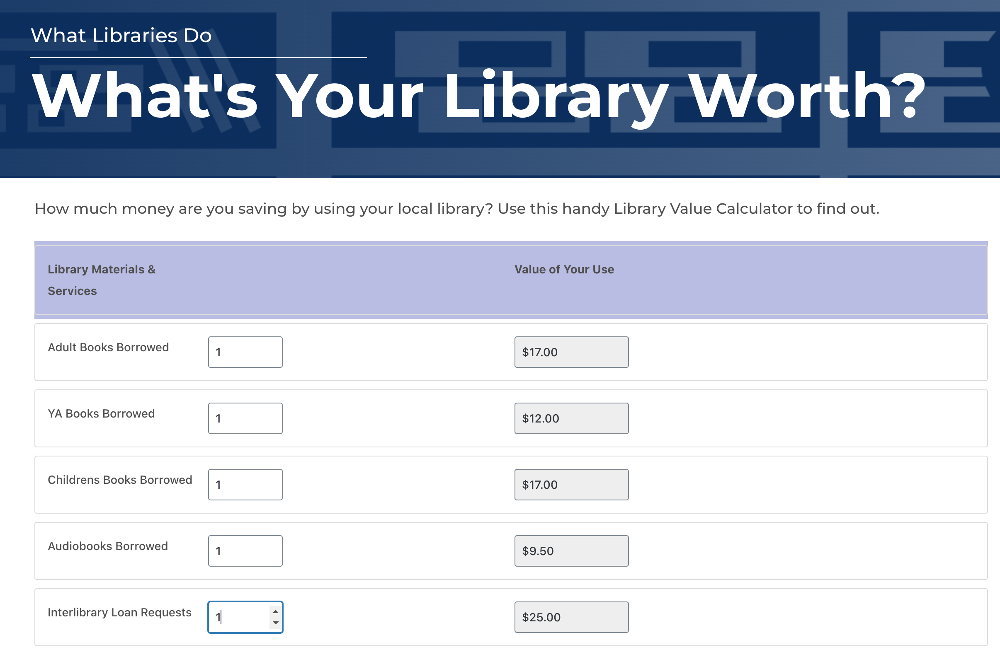 What Libraries Do
What's Your Library Worth?
How much money are you saving by using your local library? Use this handy Library Value Calculator to find out.
Library Materials & Value of Your Use
Services
Adult Books Borrowed 1 $17.00
YA Books Borrowed 1 $12.00
Childrens Books Borrowed 1 $17.00
Audiobooks Borrowed 1 $9.50
Interlibrary Loan Requests 1 $25.00